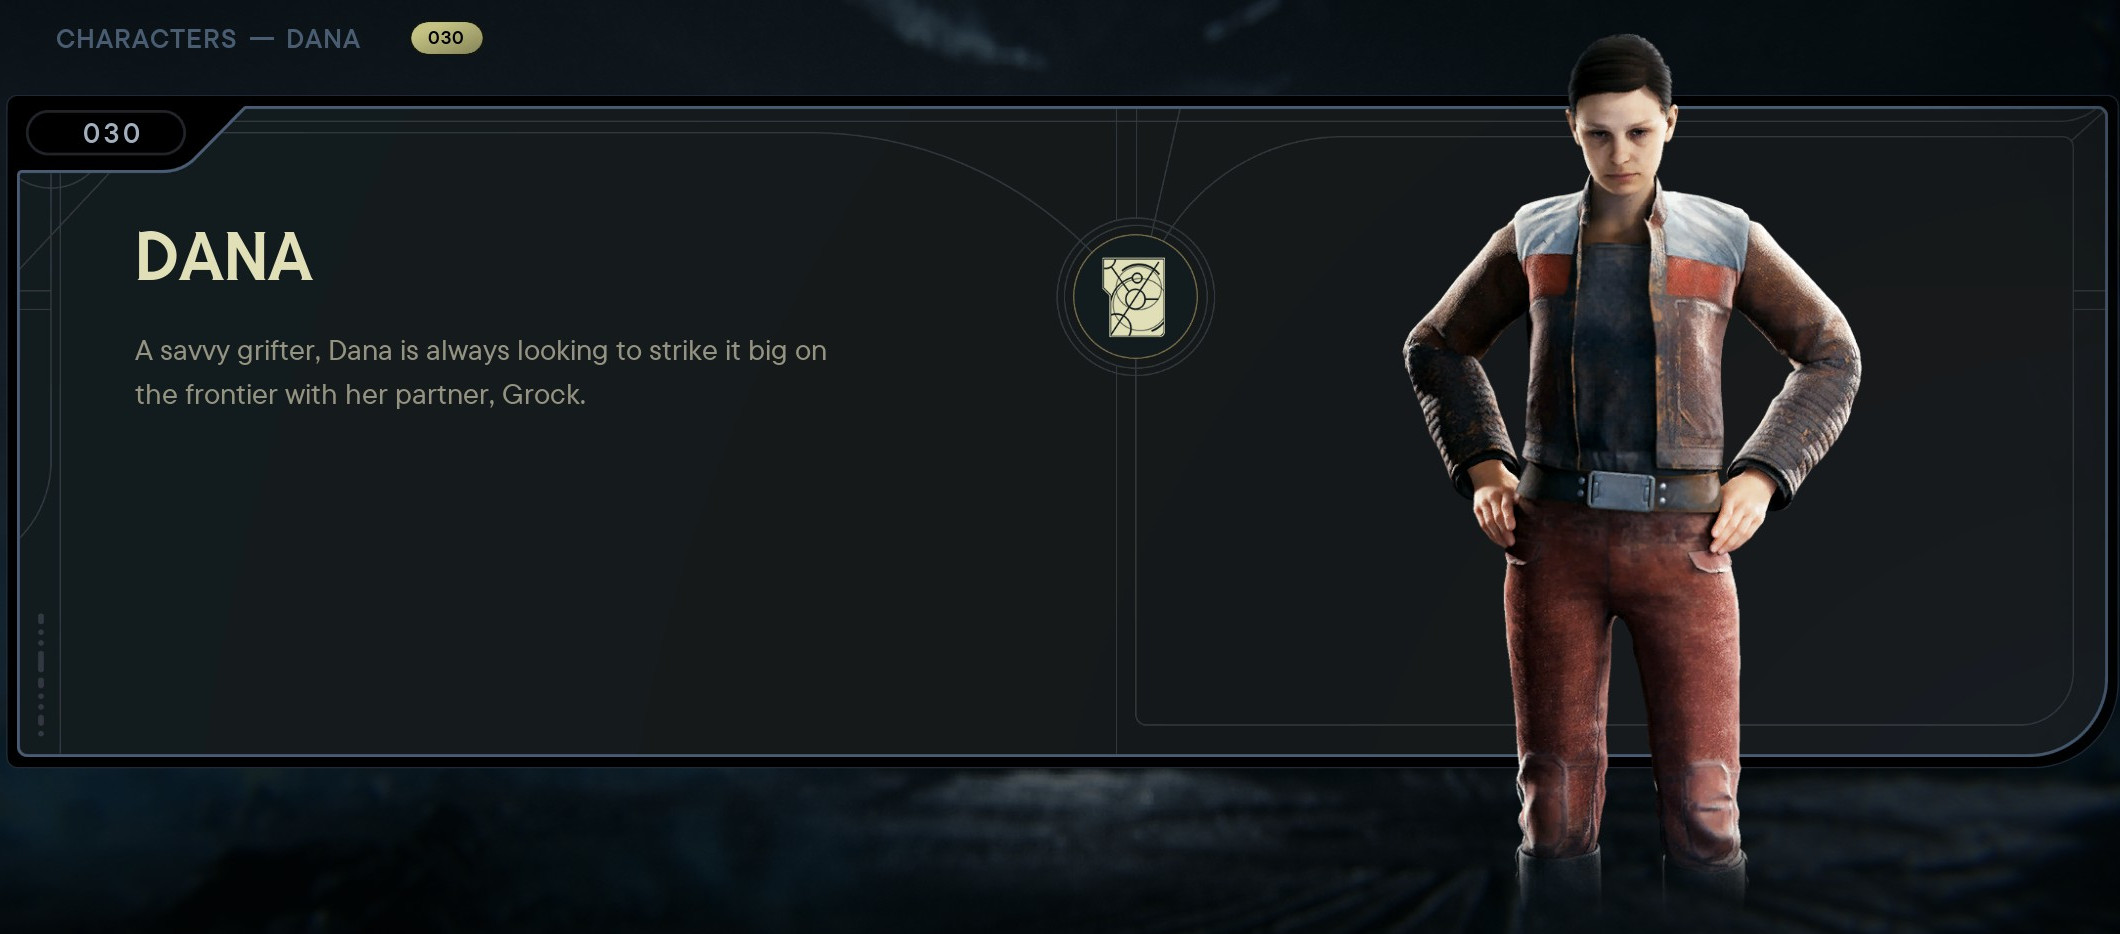 CHARACTERS — DANA 030
030
DANA
A savvy grifter, Dana is always looking to strike it big on
the frontier with her partner, Grock.